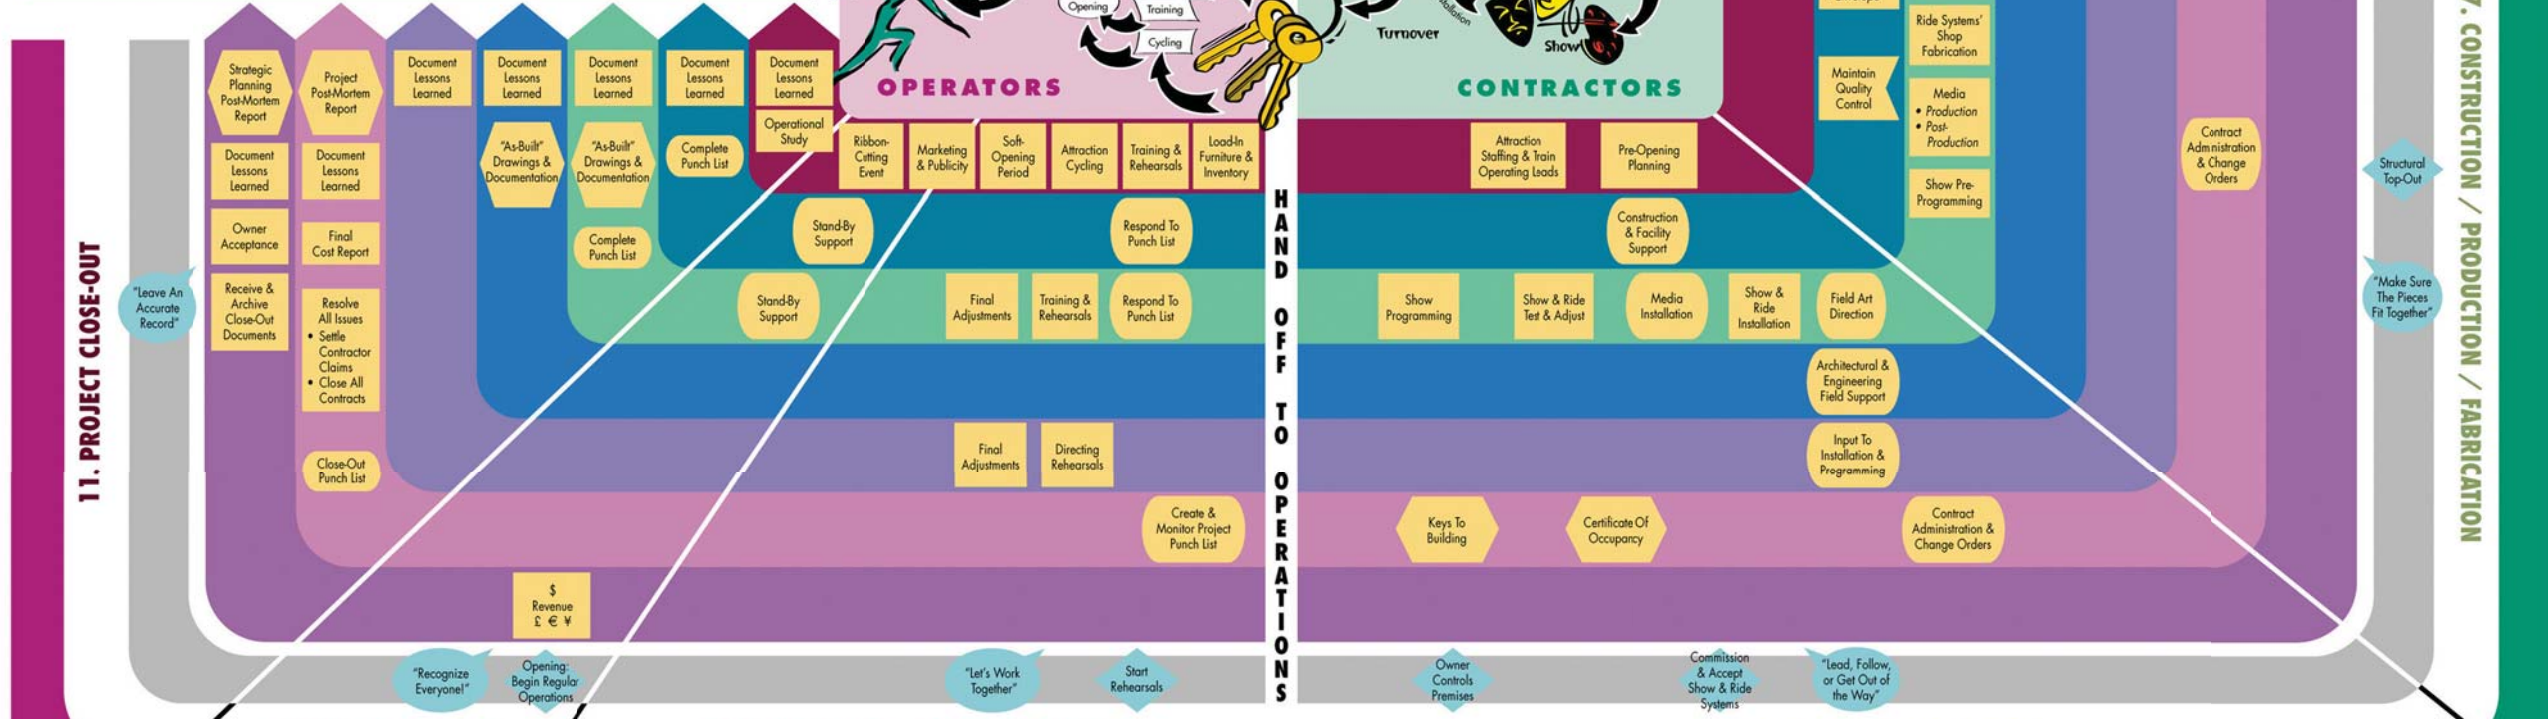 Opening
Training
Cycling
OPERATORS
Turnover
Show!
CONTRACTORS
11. PROJECT CLOSE-OUT
"Leave An
Accurate
Record"
Strategic
Planning
Post-Mortem
Report
Document
Lessons
Learned
Owner
Acceptance
Receive &
Archive
Close-Out
Documents
Project
Post-Mortem
Report
Document
Lessons
Learned
Final
Cost Report
Resolve
All Issues
• Settle
Contractor
Claims
• Close All
Contracts
Close-Out
Punch List
Document
Lessons
Learned
Document
Lessons
Learned
"As-Built"
Drawings &
Documentation
Document
Lessons
Learned
"As-Built"
Drawings &
Documentation
Complete
Punch List
Document
Lessons
Learned
Complete
Punch List
Document
Lessons
Learned
Operational
Study
Ribbon-
Cutting
Event
Marketing
& Publicity
Soft-
Opening
Period
Attraction
Cycling
Training &
Rehearsals
Load-In
Furniture &
Inventory
Stand-By
Support
Respond To
Punch List
Stand-By
Support
Final
Adjustments
Training &
Rehearsals
Respond To
Punch List
Final
Adjustments
Directing
Rehearsals
Create &
Monitor Project
Punch List
$
Revenue
£ € ¥
"Recognize
Everyone!"
Opening:
Begin Regular
Operations
"Let's Work
Together"
Start
Rehearsals
HAND OFF TO OPERATIONS
Attraction
Staffing & Train
Operating Leads
Pre-Opening
Planning
Construction
& Facility
Support
Show
Programming
Show & Ride
Test & Adjust
Media
Installation
Show &
Ride
Installation
Field Art
Direction
Architectural &
Engineering
Field Support
Input To
Installation &
Programming
Keys To
Building
Certificate Of
Occupancy
Contract
Administration &
Change Orders
Owner
Controls
Premises
Commission
& Accept
Show & Ride
Systems
"Lead, Follow,
or Get Out of
the Way"
Maintain
Quality
Control
Ride Systems'
Shop
Fabrication
Media
• Production
• Post-
Production
Show Pre-
Programming
Contract
Admnistration
& Change
Orders
Structural
Top-Out
"Make Sure
The Pieces
Fit Together"
7. CONSTRUCTION / PRODUCTION / FABRICATION